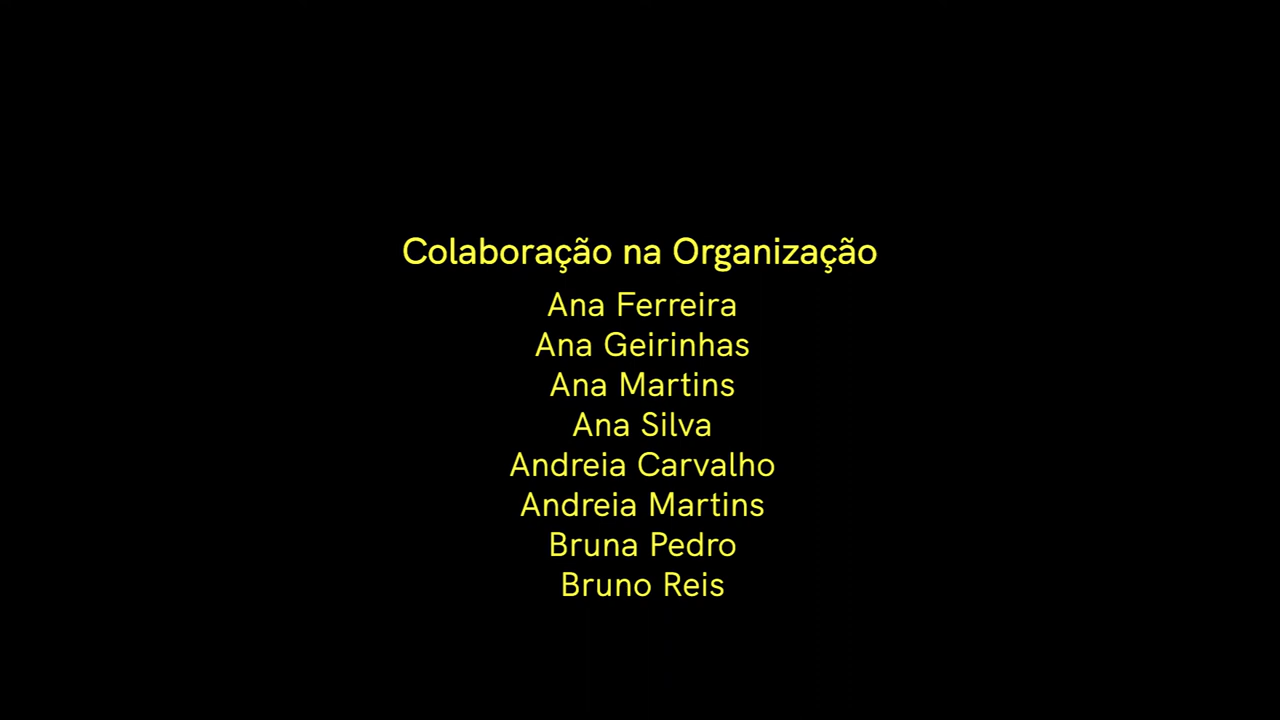 Colaboração na Organização
Ana Ferreira
Ana Geirinhas
Ana Martins
Ana Silva
Andreia Carvalho
Andreia Martins
Bruna Pedro
Bruno Reis